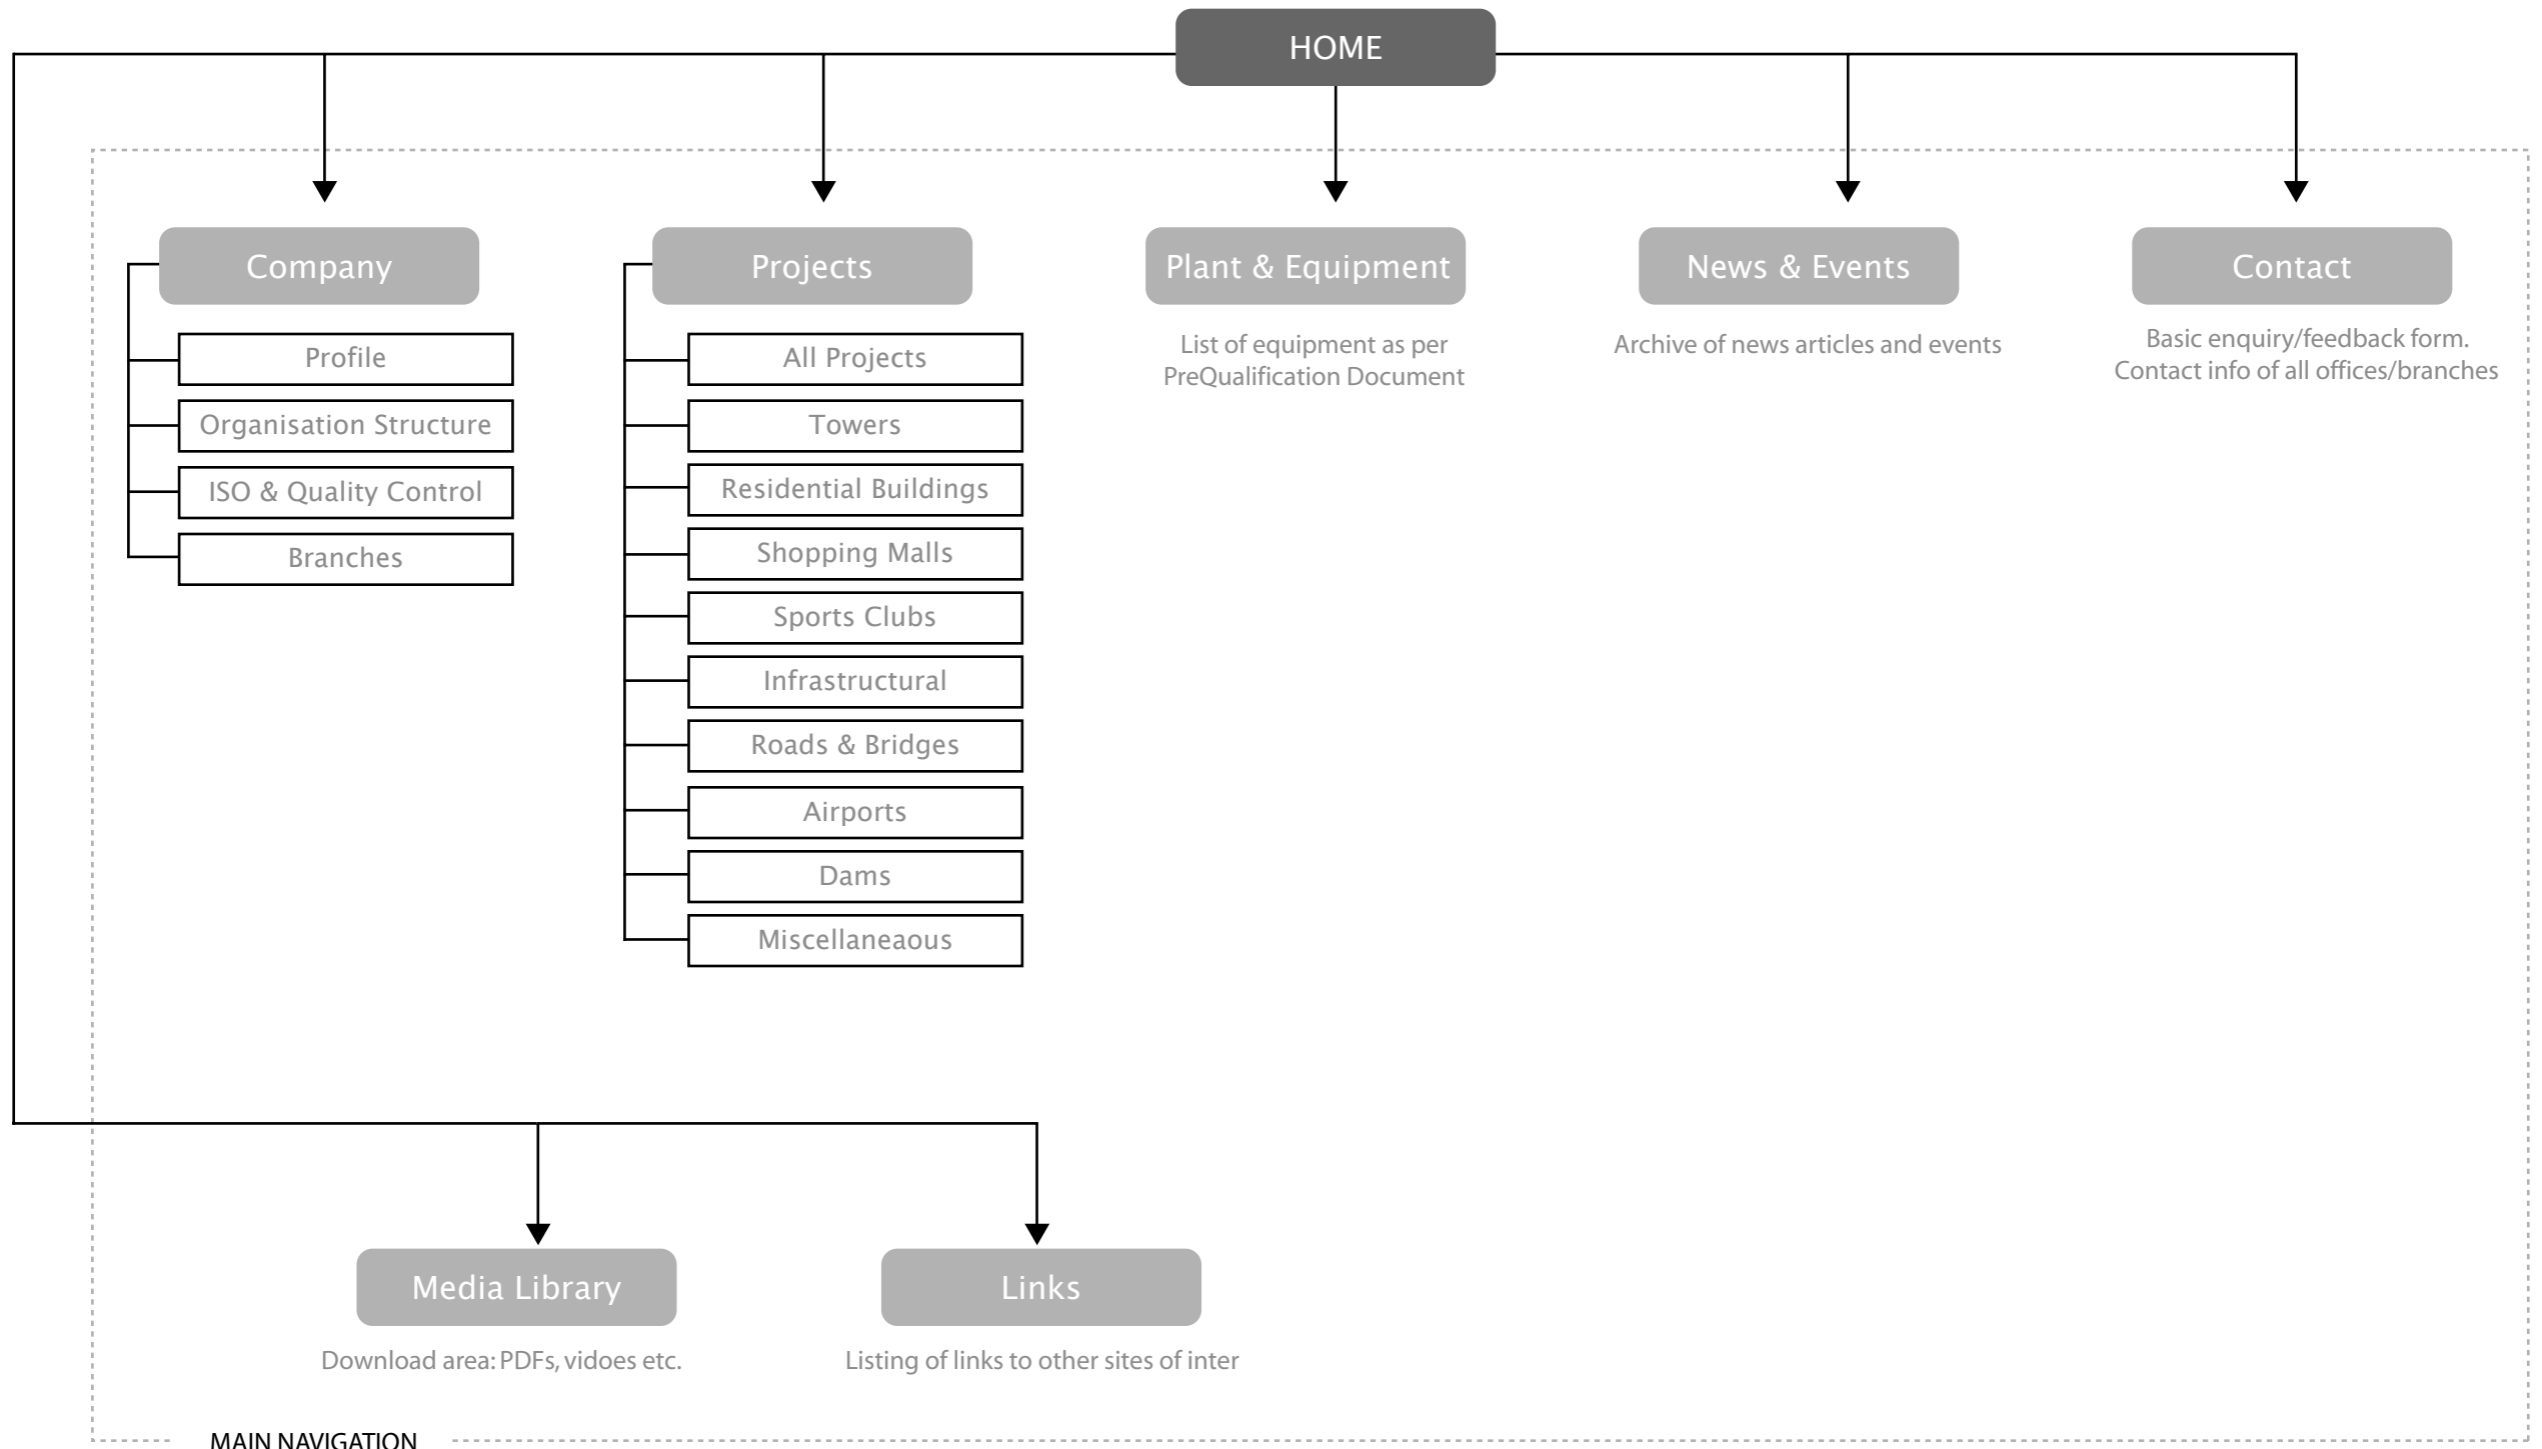 HOME
Company
Profile
Organisation Structure
ISO & Quality Control
Branches
Projects
All Projects
Towers
Residential Buildings
Shopping Malls
Sports Clubs
Infrastructural
Roads & Bridges
Airports
Dams
Miscellaneaous
Plant & Equipment
List of equipment as per
PreQualification Document
News & Events
Archive of news articles and events
Contact
Basic enquiry/feedback form.
Contact info of all offices/branches
Media Library
Download area: PDFs, vidoes etc.
Links
Listing of links to other sites of inter
MAIN NAVIGATION